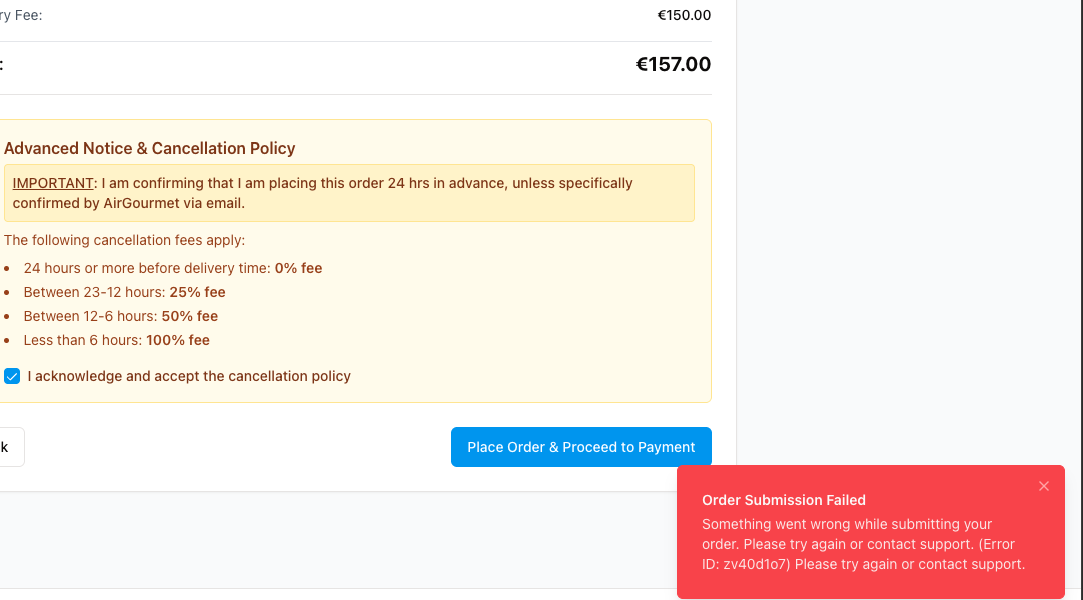 ry Fee:
€150.00
:
€157.00
Advanced Notice & Cancellation Policy
IMPORTANT: I am confirming that I am placing this order 24 hrs in advance, unless specifically
confirmed by AirGourmet via email.
The following cancellation fees apply:
• 24 hours or more before delivery time: 0% fee
• Between 23-12 hours: 25% fee
• Between 12-6 hours: 50% fee
• Less than 6 hours: 100% fee
I acknowledge and accept the cancellation policy
k
Place Order & Proceed to Payment
Order Submission Failed
Something went wrong while submitting your
order. Please try again or contact support. (Error
ID: zv40d1o7) Please try again or contact support.